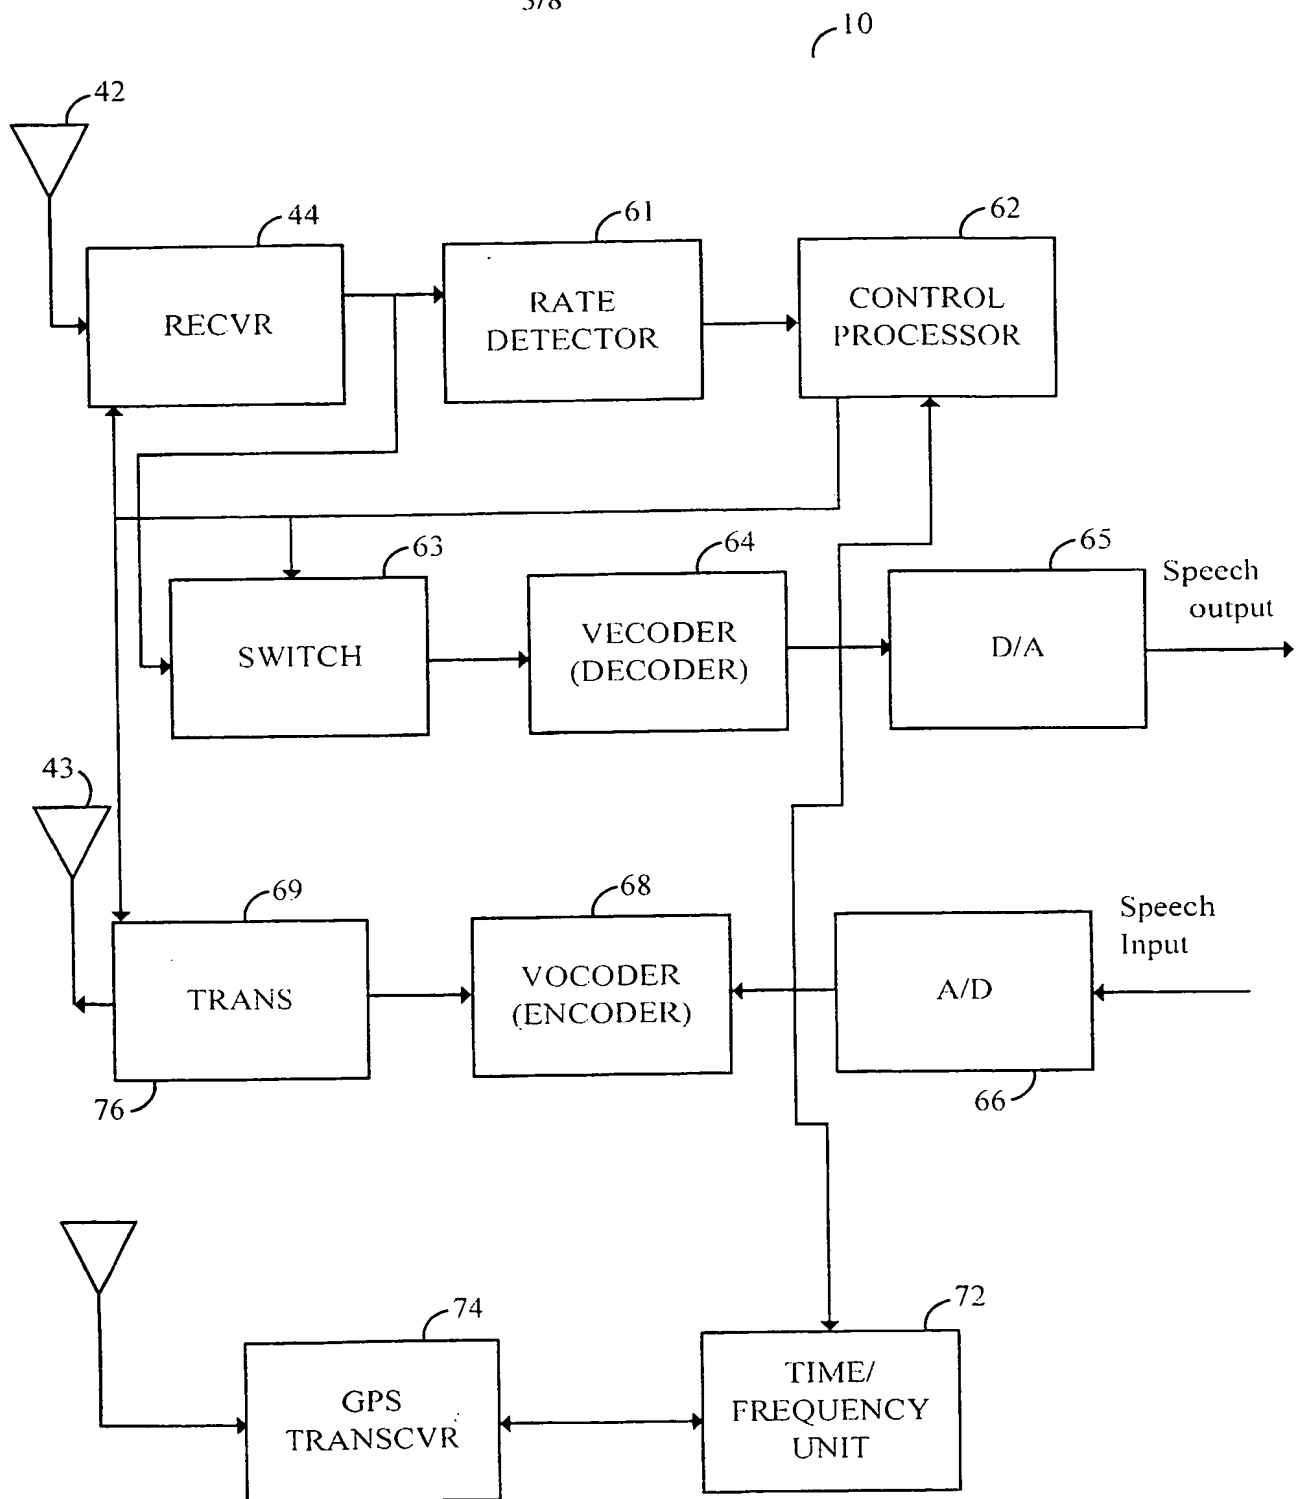 10
42
44
61
62
RECVR
RATE
DETECTOR
CONTROL
PROCESSOR
63
64
65
SWITCH
VECODER
(DECODER)
D/A
Speech
output
43
69
68
TRANS
VOCODER
(ENCODER)
A/D
Speech
Input
76
66
74
72
GPS
TRANSCVR
TIME/
FREQUENCY
UNIT